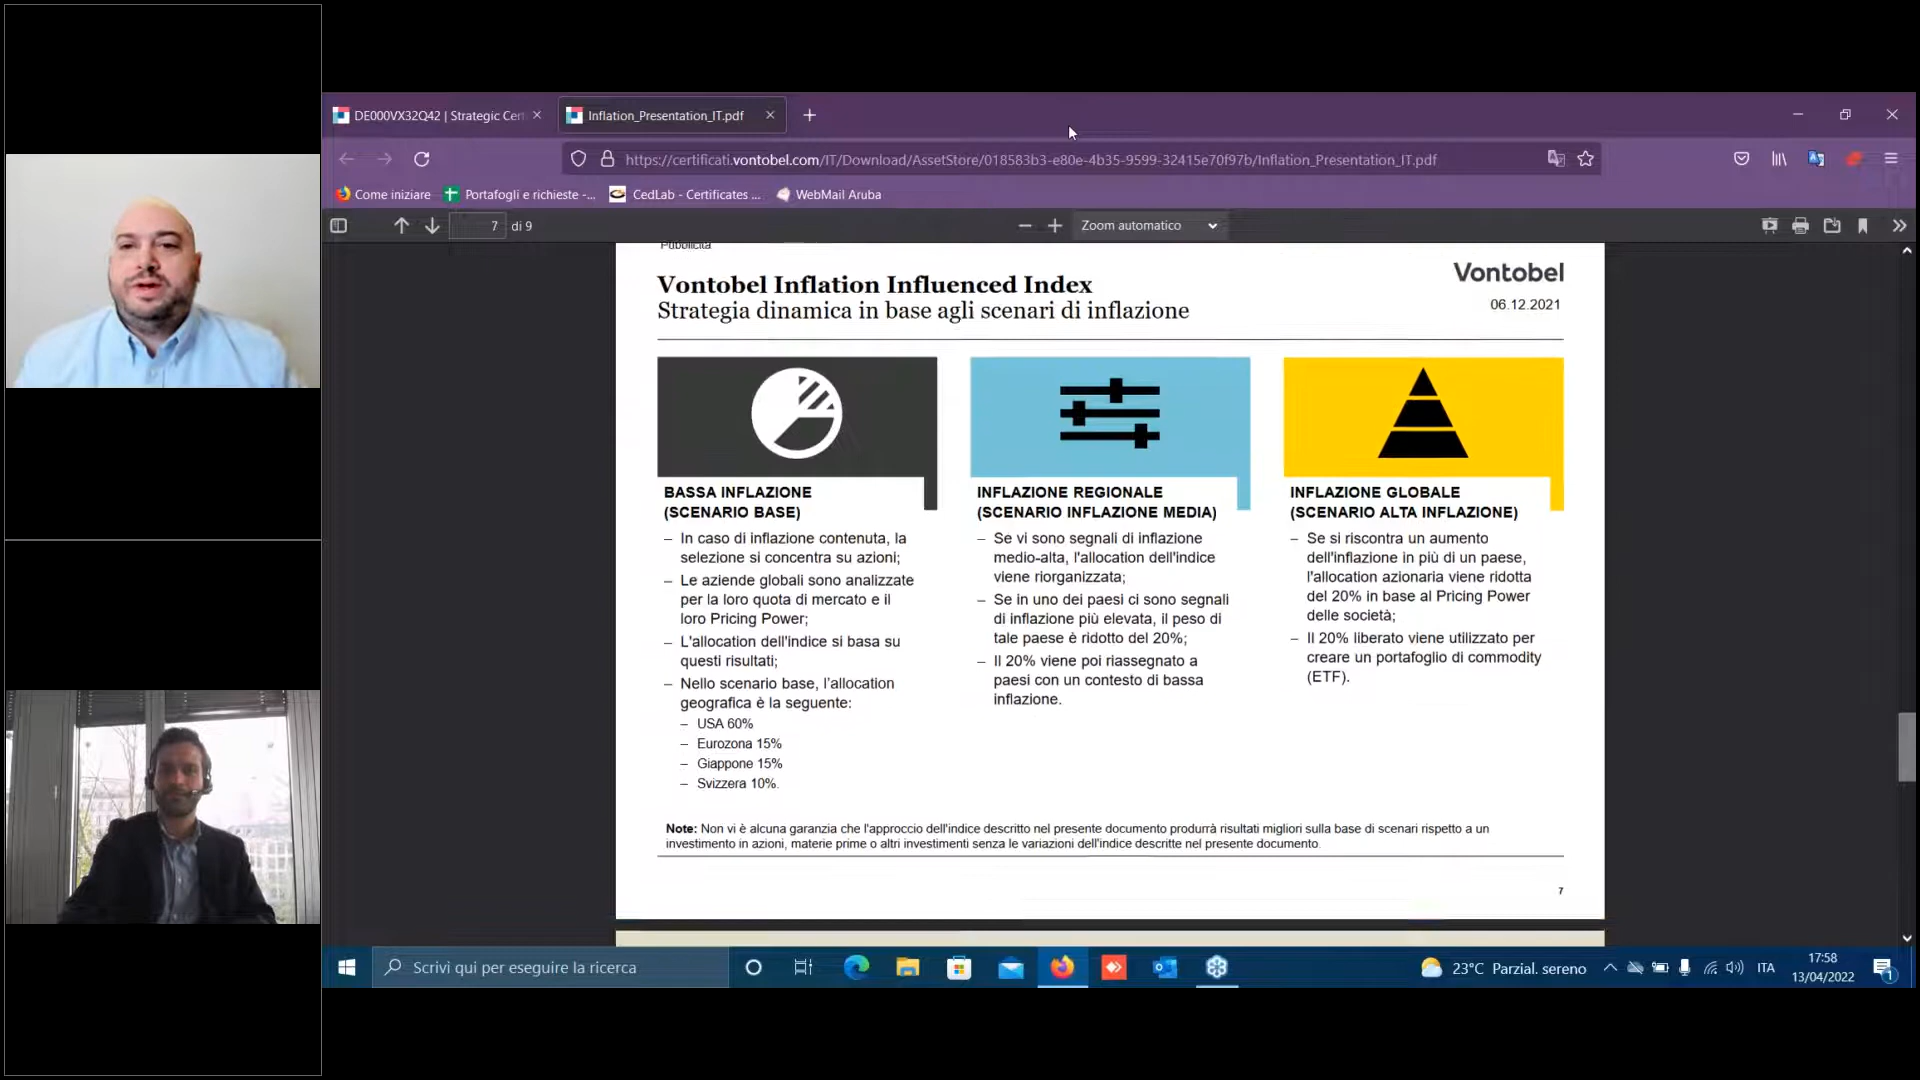 DE000VX32Q42 | Strategic Cert
Inflation_Presentation_IT.pdf
https://certificati.vontobel.com/IT/Download/AssetStore/018583b3-e80e-4b35-9599-32415e70f97b/Inflation_Presentation_IT.pdf
Come iniziare
Portafogli e richieste -...
CedLab - Certificates ...
WebMail Aruba
7 di 9
Zoom automatico
Pubblicità
Vontobel Inflation Influenced Index
Strategia dinamica in base agli scenari di inflazione
Vontobel
06.12.2021
BASSA INFLAZIONE
(SCENARIO BASE)
– In caso di inflazione contenuta, la
selezione si concentra su azioni;
– Le aziende globali sono analizzate
per la loro quota di mercato e il
loro Pricing Power;
– L'allocation dell'indice si basa su
questi risultati;
– Nello scenario base, l'allocation
geografica è la seguente:
– USA 60%
– Eurozona 15%
– Giappone 15%
– Svizzera 10%.
INFLAZIONE REGIONALE
(SCENARIO INFLAZIONE MEDIA)
– Se vi sono segnali di inflazione
medio-alta, l'allocation dell'indice
viene riorganizzata;
– Se in uno dei paesi ci sono segnali
di inflazione più elevata, il peso di
tale paese è ridotto del 20%;
– Il 20% viene poi riassegnato a
paesi con un contesto di bassa
inflazione.
INFLAZIONE GLOBALE
(SCENARIO ALTA INFLAZIONE)
– Se si riscontra un aumento
dell'inflazione in più di un paese,
l'allocation azionaria viene ridotta
del 20% in base al Pricing Power
delle società;
– Il 20% liberato viene utilizzato per
creare un portafoglio di commodity
(ETF).
Note: Non vi è alcuna garanzia che l'approccio dell'indice descritto nel presente documento produrrà risultati migliori sulla base di scenari rispetto a un
investimento in azioni, materie prime o altri investimenti senza le variazioni dell'indice descritte nel presente documento.
7
Scrivi qui per eseguire la ricerca
23°C Parzial. sereno
ITA
17:58
13/04/2022
1